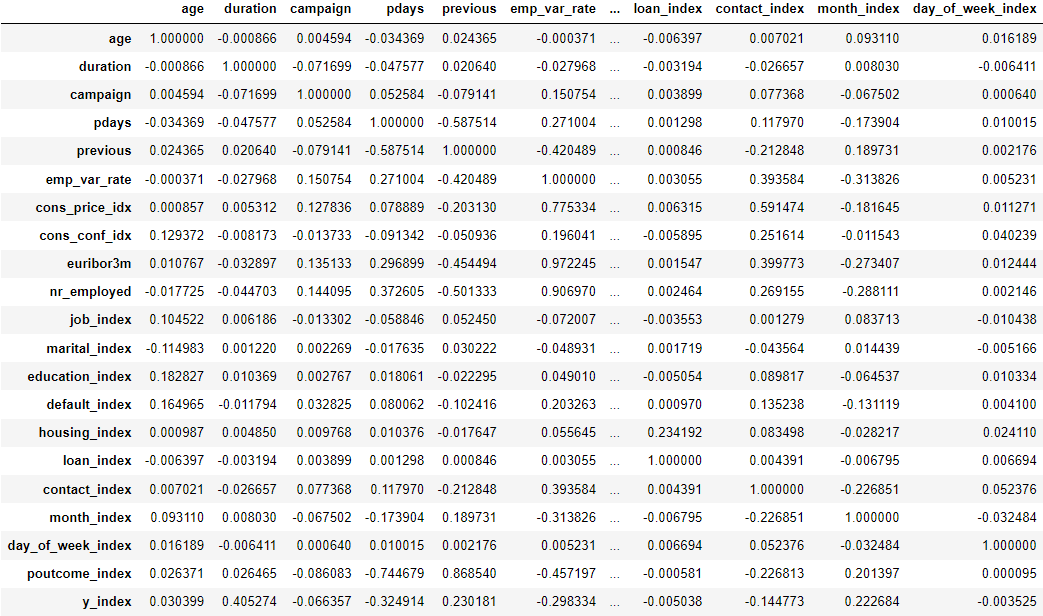 age duration campaign pdays previous emp_var_rate ... loan_index contact_index month_index day_of_week_index
age 1.000000 -0.000866 0.004594 -0.034369 0.024365 -0.000371 ... -0.006397 0.007021 0.093110 0.016189
duration -0.000866 1.000000 -0.071699 -0.047577 0.020640 -0.027968 ... -0.003194 -0.026657 0.008030 -0.006411
campaign 0.004594 -0.071699 1.000000 0.052584 -0.079141 0.150754 ... 0.003899 0.077368 -0.067502 0.000640
pdays -0.034369 -0.047577 0.052584 1.000000 -0.587514 0.271004 ... 0.001298 0.117970 -0.173904 0.010015
previous 0.024365 0.020640 -0.079141 -0.587514 1.000000 -0.420489 ... 0.000846 -0.212848 0.189731 0.002176
emp_var_rate -0.000371 -0.027968 0.150754 0.271004 -0.420489 1.000000 ... 0.003055 0.393584 -0.313826 0.005231
cons_price_idx 0.000857 0.005312 0.127836 0.078889 -0.203130 0.775334 ... 0.006315 0.591474 -0.181645 0.011271
cons_conf_idx 0.129372 -0.008173 -0.013733 -0.091342 -0.050936 0.196041 ... -0.005895 0.251614 -0.011543 0.040239
euribor3m 0.010767 -0.032897 0.135133 0.296899 -0.454494 0.972245 ... 0.001547 0.399773 -0.273407 0.012444
nr_employed -0.017725 -0.044703 0.144095 0.372605 -0.501333 0.906970 ... 0.002464 0.269155 -0.288111 0.002146
job_index 0.104522 0.006186 -0.013302 -0.058846 0.052450 -0.072007 ... -0.003553 0.001279 0.083713 -0.010438
marital_index -0.114983 0.001220 0.002269 -0.017635 0.030222 -0.048931 ... 0.001719 -0.043564 0.014439 -0.005166
education_index 0.182827 0.010369 0.002767 0.018061 -0.022295 0.049010 ... -0.005054 0.089817 -0.064537 0.010334
default_index 0.164965 -0.011794 0.032825 0.080062 -0.102416 0.203263 ... 0.000970 0.135238 -0.131119 0.004100
housing_index 0.000987 0.004850 0.009768 0.010376 -0.017647 0.055645 ... 0.234192 0.083498 -0.028217 0.024110
loan_index -0.006397 -0.003194 0.003899 0.001298 0.000846 0.003055 ... 1.000000 0.004391 -0.006795 0.006694
contact_index 0.007021 -0.026657 0.077368 0.117970 -0.212848 0.393584 ... 0.004391 1.000000 -0.226851 0.052376
month_index 0.093110 0.008030 -0.067502 -0.173904 0.189731 -0.313826 ... -0.006795 -0.226851 1.000000 -0.032484
day_of_week_index 0.016189 -0.006411 0.000640 0.010015 0.002176 0.005231 ... 0.006694 0.052376 -0.032484 1.000000
poutcome_index 0.026371 0.026465 -0.086083 -0.744679 0.868540 -0.457197 ... -0.000581 -0.226813 0.201397 0.000095
y_index 0.030399 0.405274 -0.066357 -0.324914 0.230181 -0.298334 ... -0.005038 -0.144773 0.222684 -0.003525